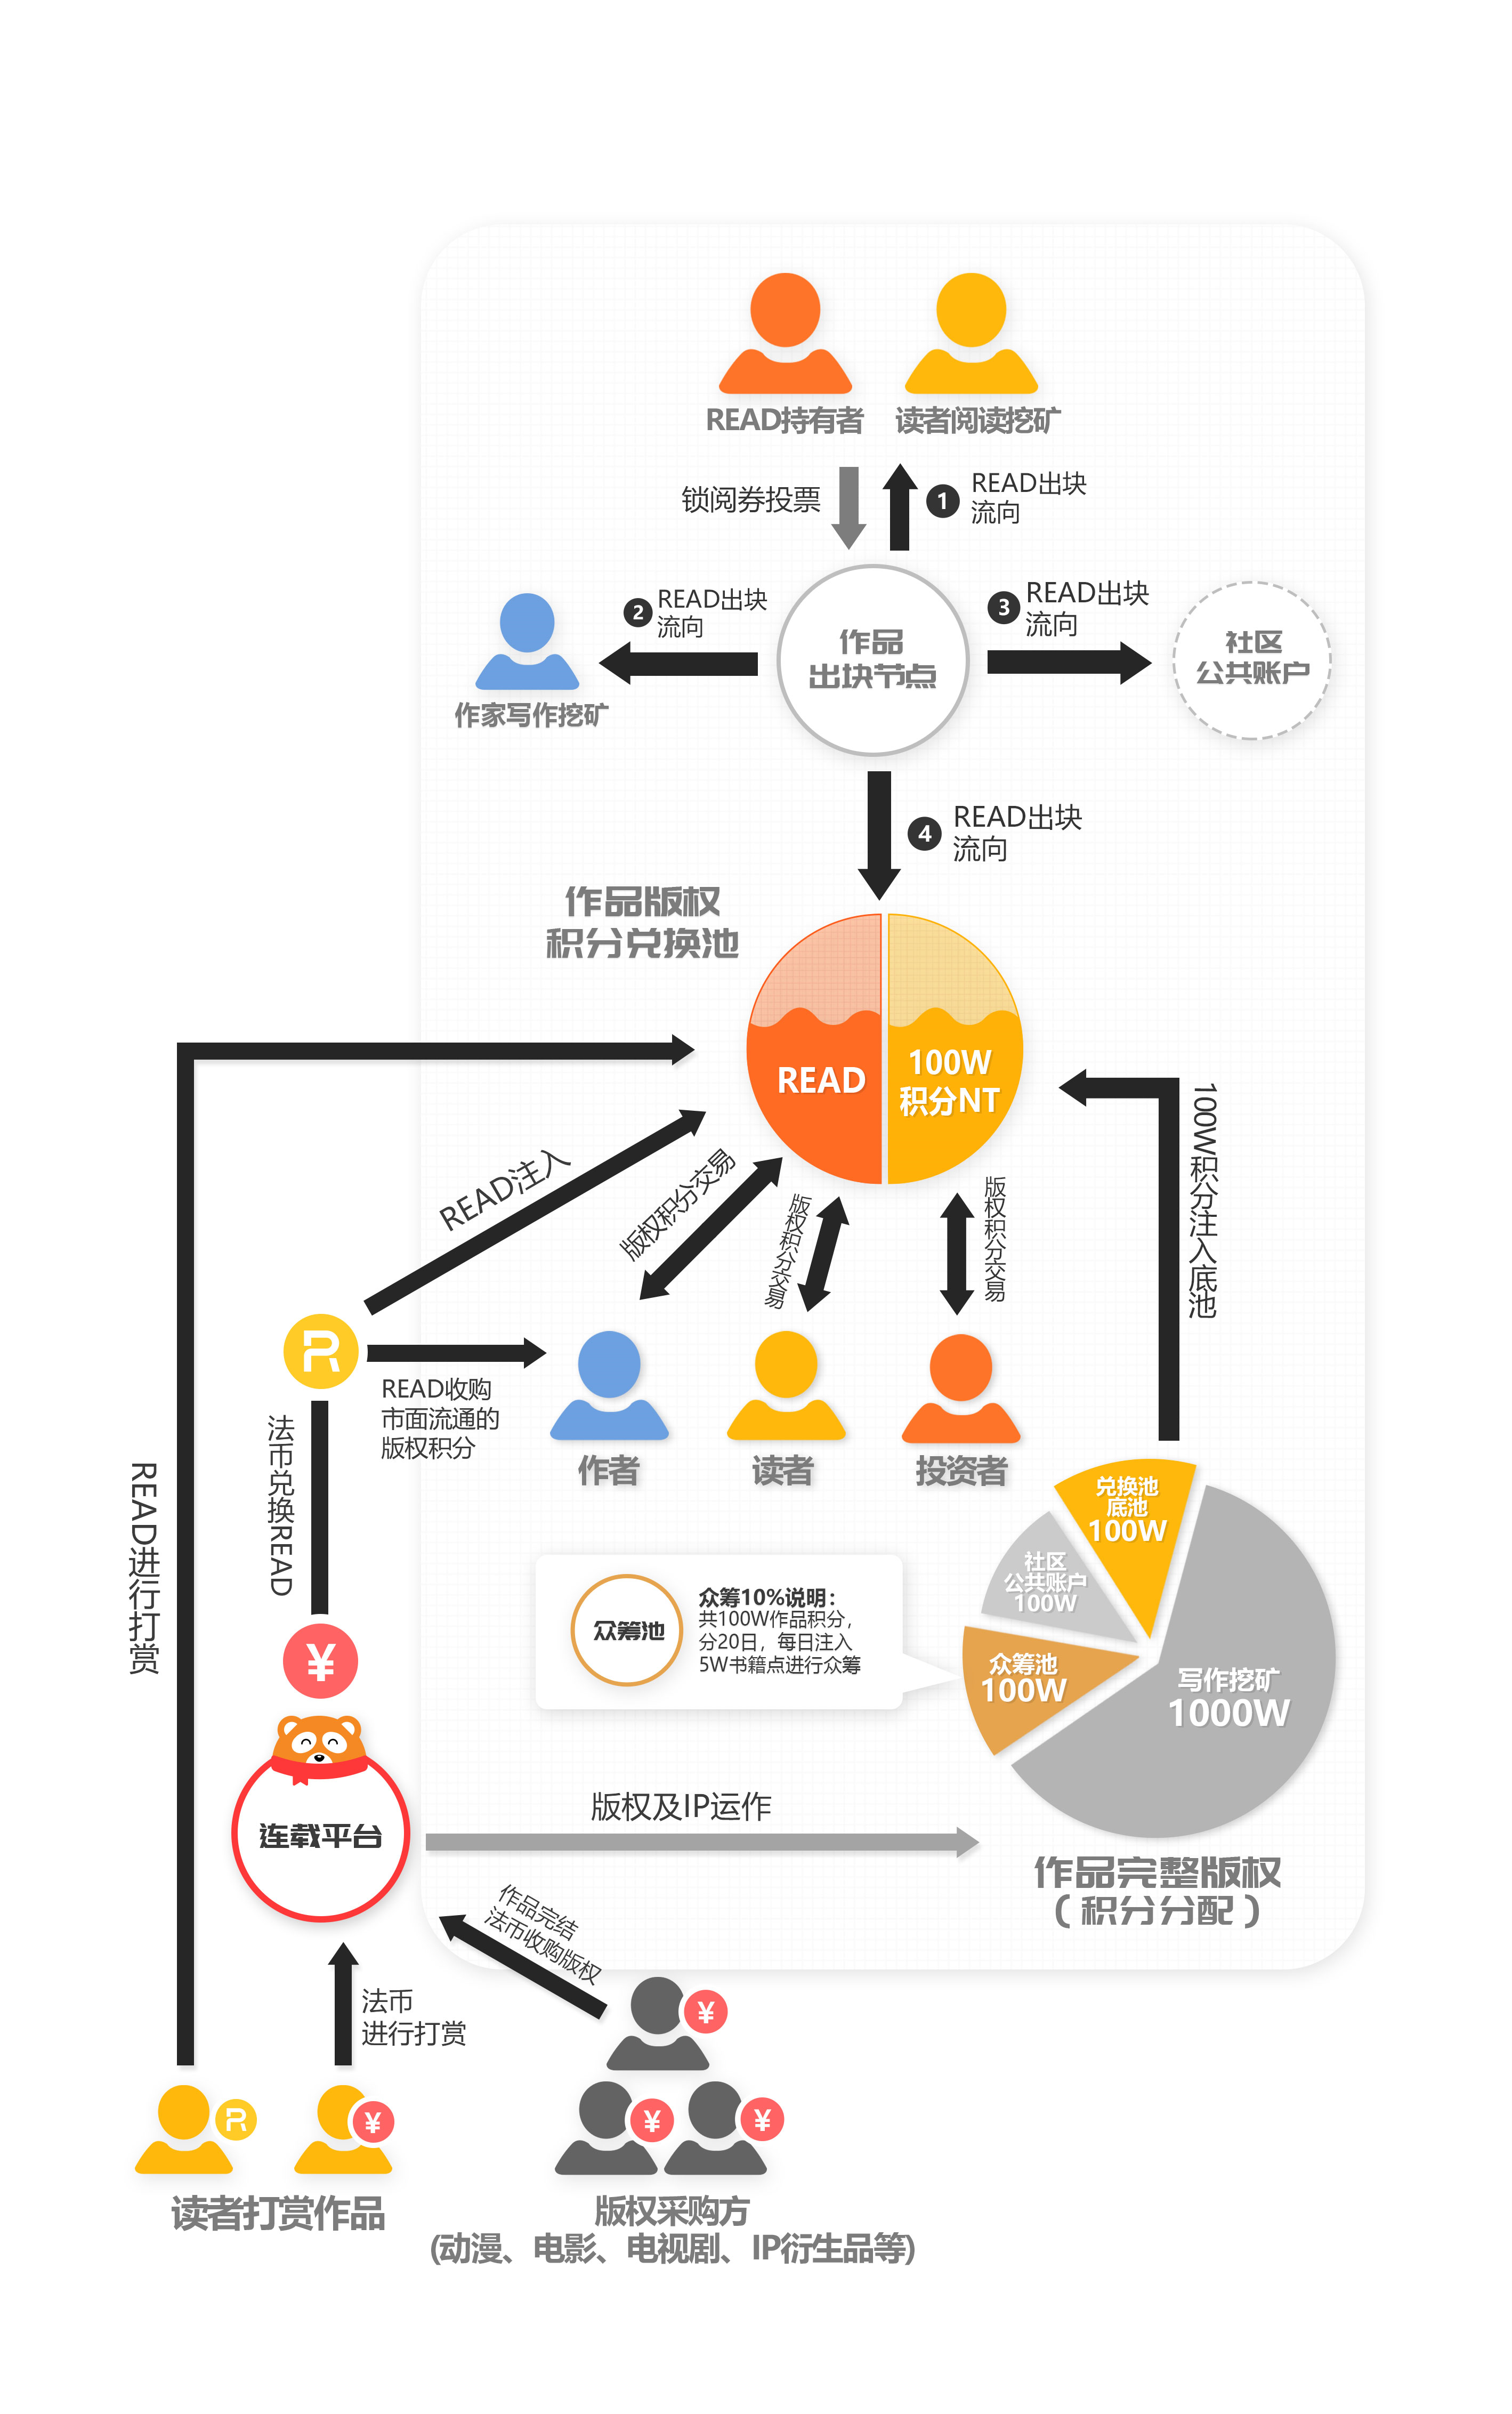 READ持有者
读者阅读挖矿
锁阅券投票
1
READ出块
流向
2
READ出块
流向
3
READ出块
流向
作家写作挖矿
作品
出块节点
社区
公共账户
4
READ出块
流向
作品版权
积分兑换池
READ
100W
积分NT
READ注入
版权积分交易
版权积分交易
版权积分交易
100W积分注入底池
R
READ收购
市面流通的
版权积分
作者
读者
投资者
法币兑换READ
READ进行打赏
¥
兑换池
底池
100W
社区
公共账户
100W
众筹池
100W
写作挖矿
1000W
众筹池
众筹10%说明：
共100W作品积分，
分20日，每日注入
5W书籍点进行众筹
连载平台
版权及IP运作
作品完整版权
（积分分配）
作品完结
法币收购版权
法币
进行打赏
¥
R
¥
¥
¥
读者打赏作品
版权采购方
(动漫、电影、电视剧、IP衍生品等)